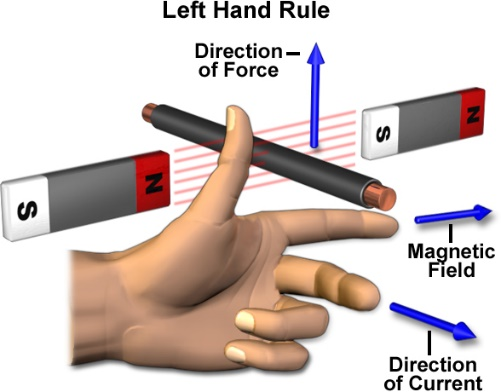 Left Hand Rule
Direction
of Force
S
N
S
N
Magnetic
Field
Direction
of Current